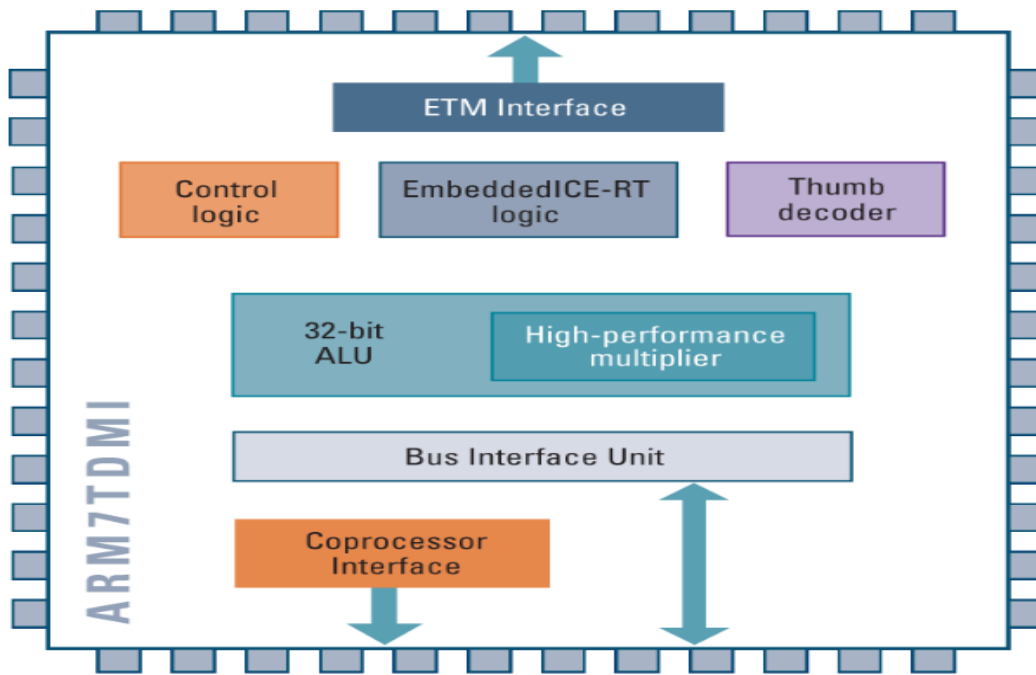 ETM Interface
Control
logic
EmbeddedICE-RT
logic
Thumb
decoder
32-bit
ALU
High-performance
multiplier
Bus Interface Unit
Coprocessor
Interface
ARM7TDMI